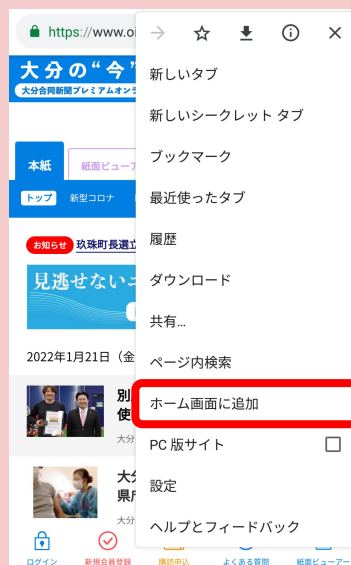 https://www.oi
大分の“今”
大分合同新聞プレミアムオン
本紙
紙面ビューア
トップ 新型コロナ
お知らせ 玖珠町長選立
見逃せない
2022年1月21日（金
別
使
大分
大分
県
大分
新しいタブ
新しいシークレット タブ
ブックマーク
最近使ったタブ
履歴
ダウンロード
共有...
ページ内検索
ホーム画面に追加
PC 版サイト
設定
ヘルプとフィードバック
ログイン
新規会員登録
購読申込
よくある質問
紙面ビューアー